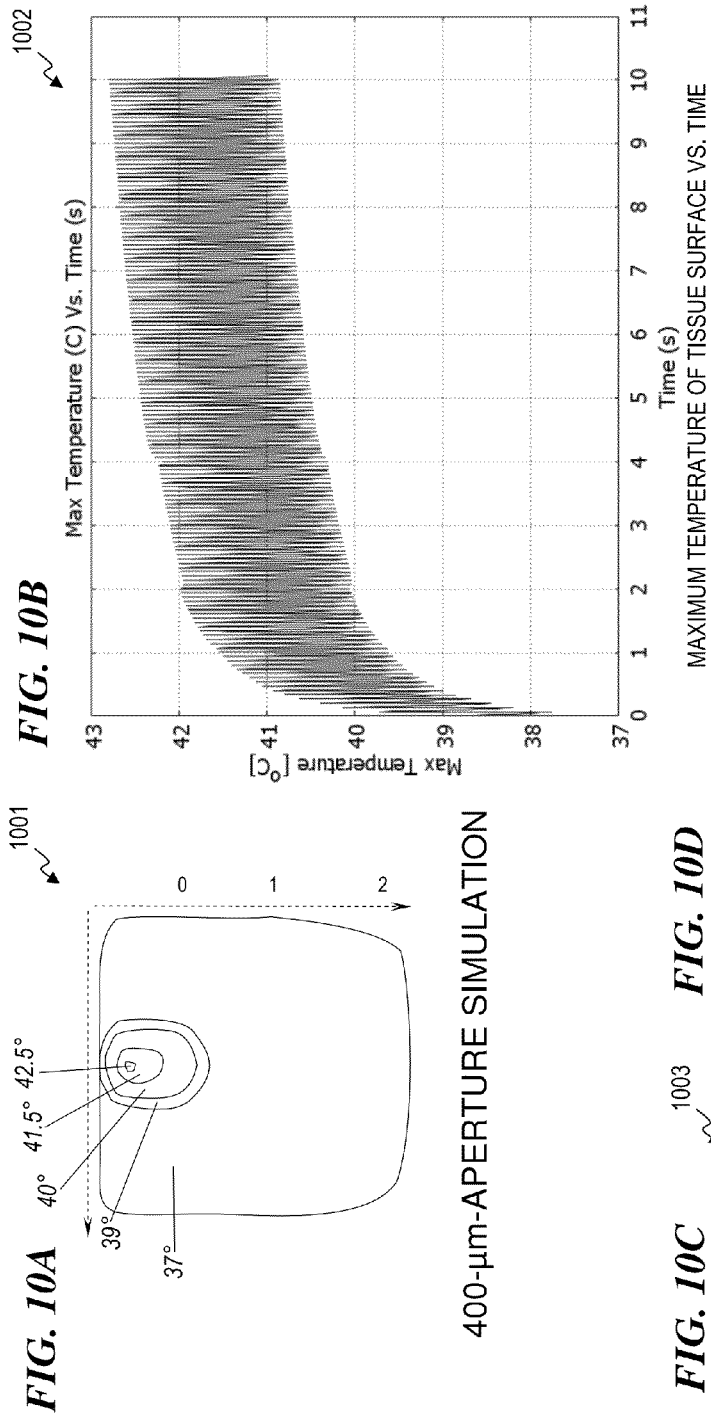 FIG. 10A
1001
42.5°
41.5°
40°
39°
37°
0
1
2
400-µm-APERTURE SIMULATION
FIG. 10B
1002
Max Temperature (C) Vs. Time (s)
Max Temperature [°C]
43
42
41
40
39
38
37
0 1 2 3 4 5 6 7 8 9 10 11
Time (s)
MAXIMUM TEMPERATURE OF TISSUE SURFACE VS. TIME
FIG. 10C
1003
FIG. 10D